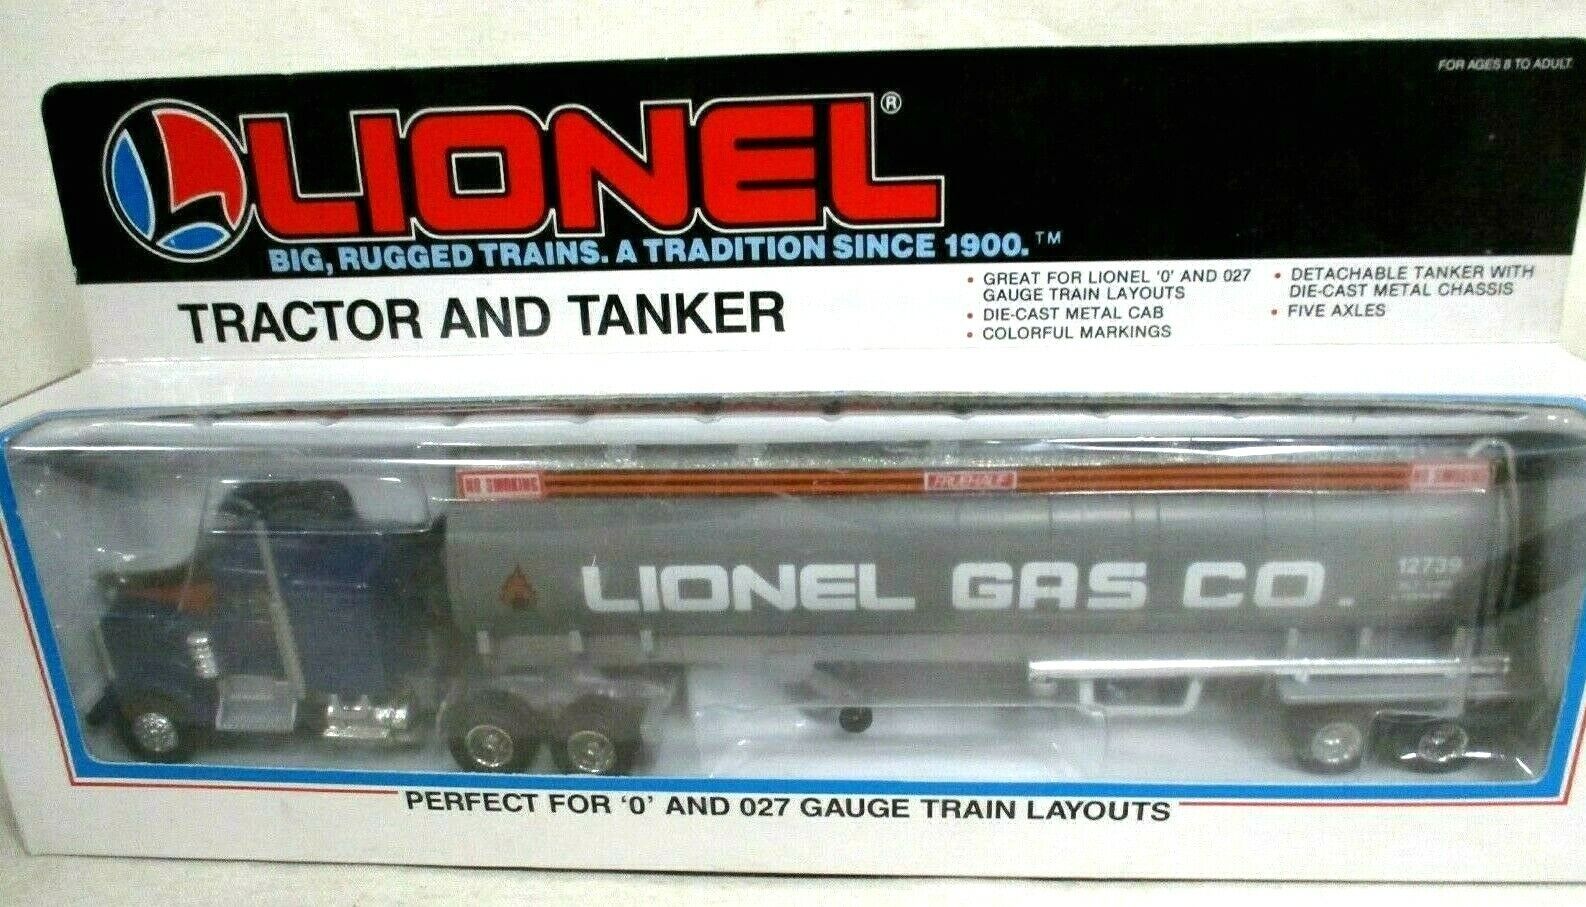 FOR AGES 8 TO ADULT
LIONEL®
BIG, RUGGED TRAINS. A TRADITION SINCE 1900.™
TRACTOR AND TANKER
• GREAT FOR LIONEL 'O' AND 027
GAUGE TRAIN LAYOUTS
• DIE-CAST METAL CAB
• COLORFUL MARKINGS
• DETACHABLE TANKER WITH
DIE-CAST METAL CHASSIS
• FIVE AXLES
NO SMOKING
FLAMMABLE
LIONEL GAS CO.
12739
PERFECT FOR 'O' AND 027 GAUGE TRAIN LAYOUTS